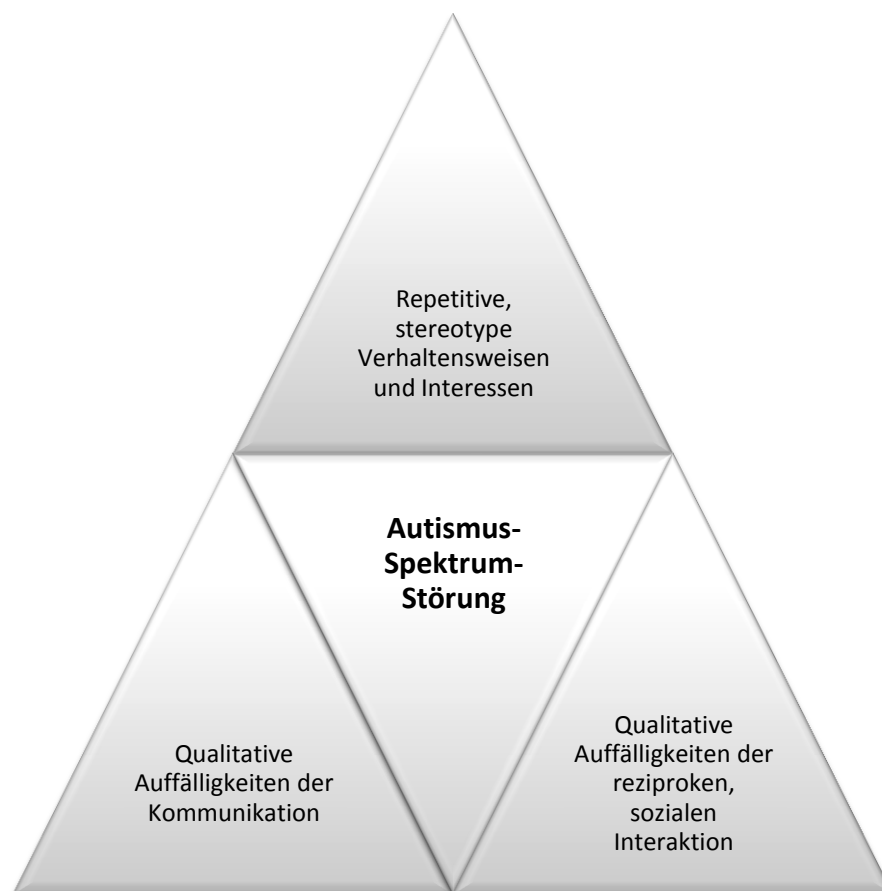 Repetitive,
stereotype
Verhaltensweisen
und Interessen
Autismus-
Spektrum-
Störung
Qualitative
Auffälligkeiten der
Kommunikation
Qualitative
Auffälligkeiten der
reziproken,
sozialen
Interaktion